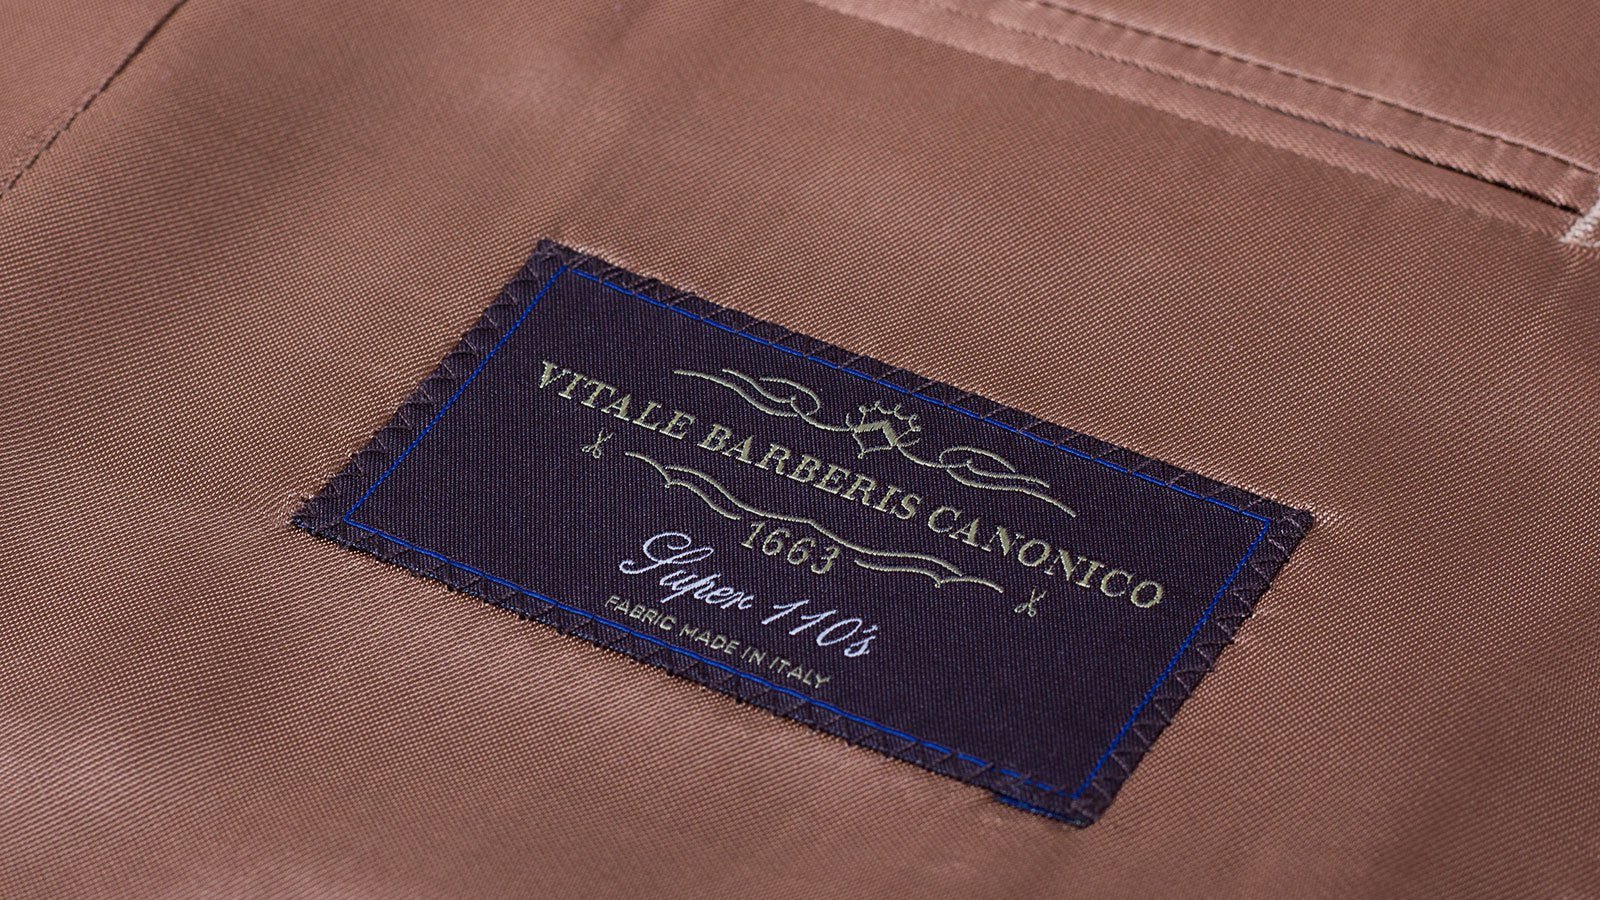 VITALE BARBERIS CANONICO
1663
Super 110's
FABRIC MADE IN ITALY